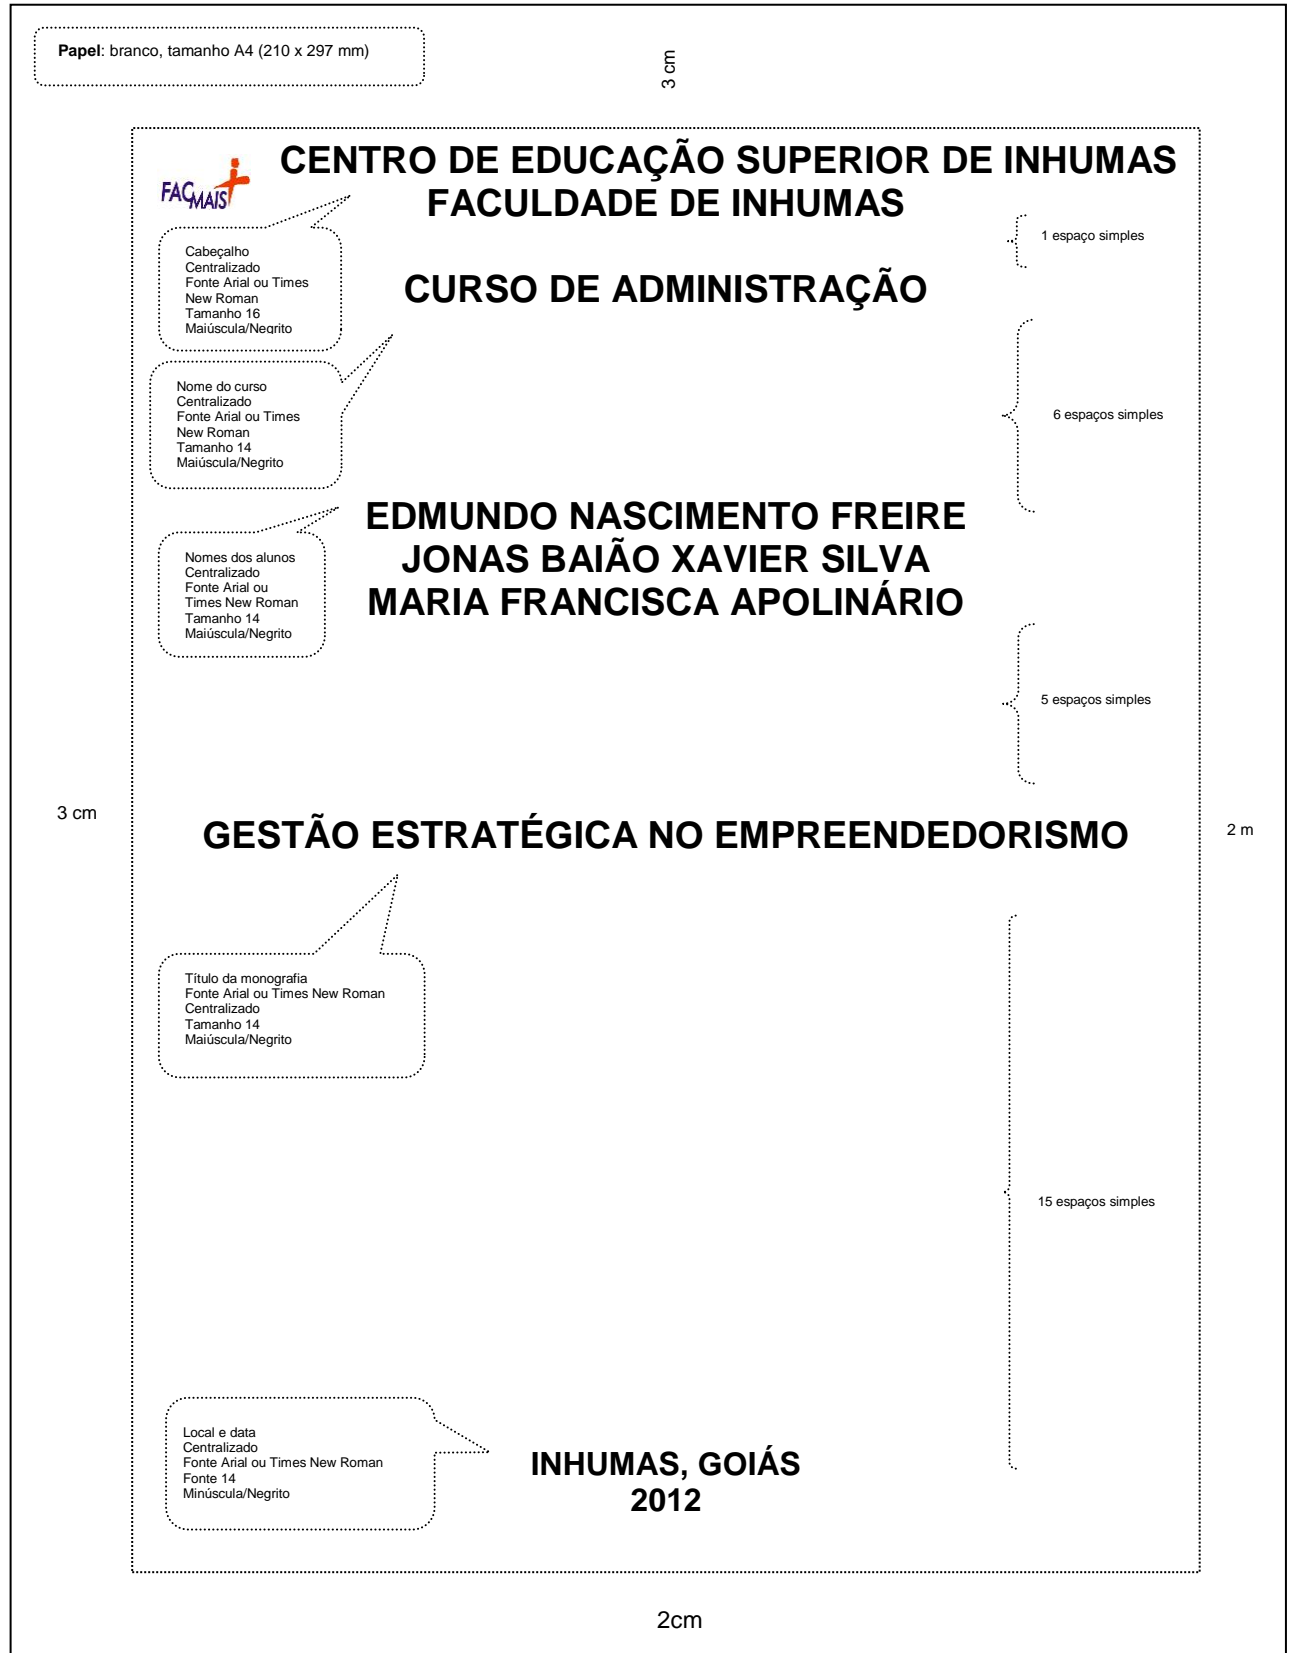 Papel: branco, tamanho A4 (210 x 297 mm)
3 cm
FACMAIS
CENTRO DE EDUCAÇÃO SUPERIOR DE INHUMAS
FACULDADE DE INHUMAS
1 espaço simples
Cabeçalho
Centralizado
Fonte Arial ou Times
New Roman
Tamanho 16
Maiúscula/Negrito
CURSO DE ADMINISTRAÇÃO
Nome do curso
Centralizado
Fonte Arial ou Times
New Roman
Tamanho 14
Maiúscula/Negrito
6 espaços simples
EDMUNDO NASCIMENTO FREIRE
JONAS BAIÃO XAVIER SILVA
MARIA FRANCISCA APOLINÁRIO
Nomes dos alunos
Centralizado
Fonte Arial ou
Times New Roman
Tamanho 14
Maiúscula/Negrito
5 espaços simples
3 cm
GESTÃO ESTRATÉGICA NO EMPREENDEDORISMO
2 m
Título da monografia
Fonte Arial ou Times New Roman
Centralizado
Tamanho 14
Maiúscula/Negrito
15 espaços simples
Local e data
Centralizado
Fonte Arial ou Times New Roman
Fonte 14
Minúscula/Negrito
INHUMAS, GOIÁS
2012
2cm